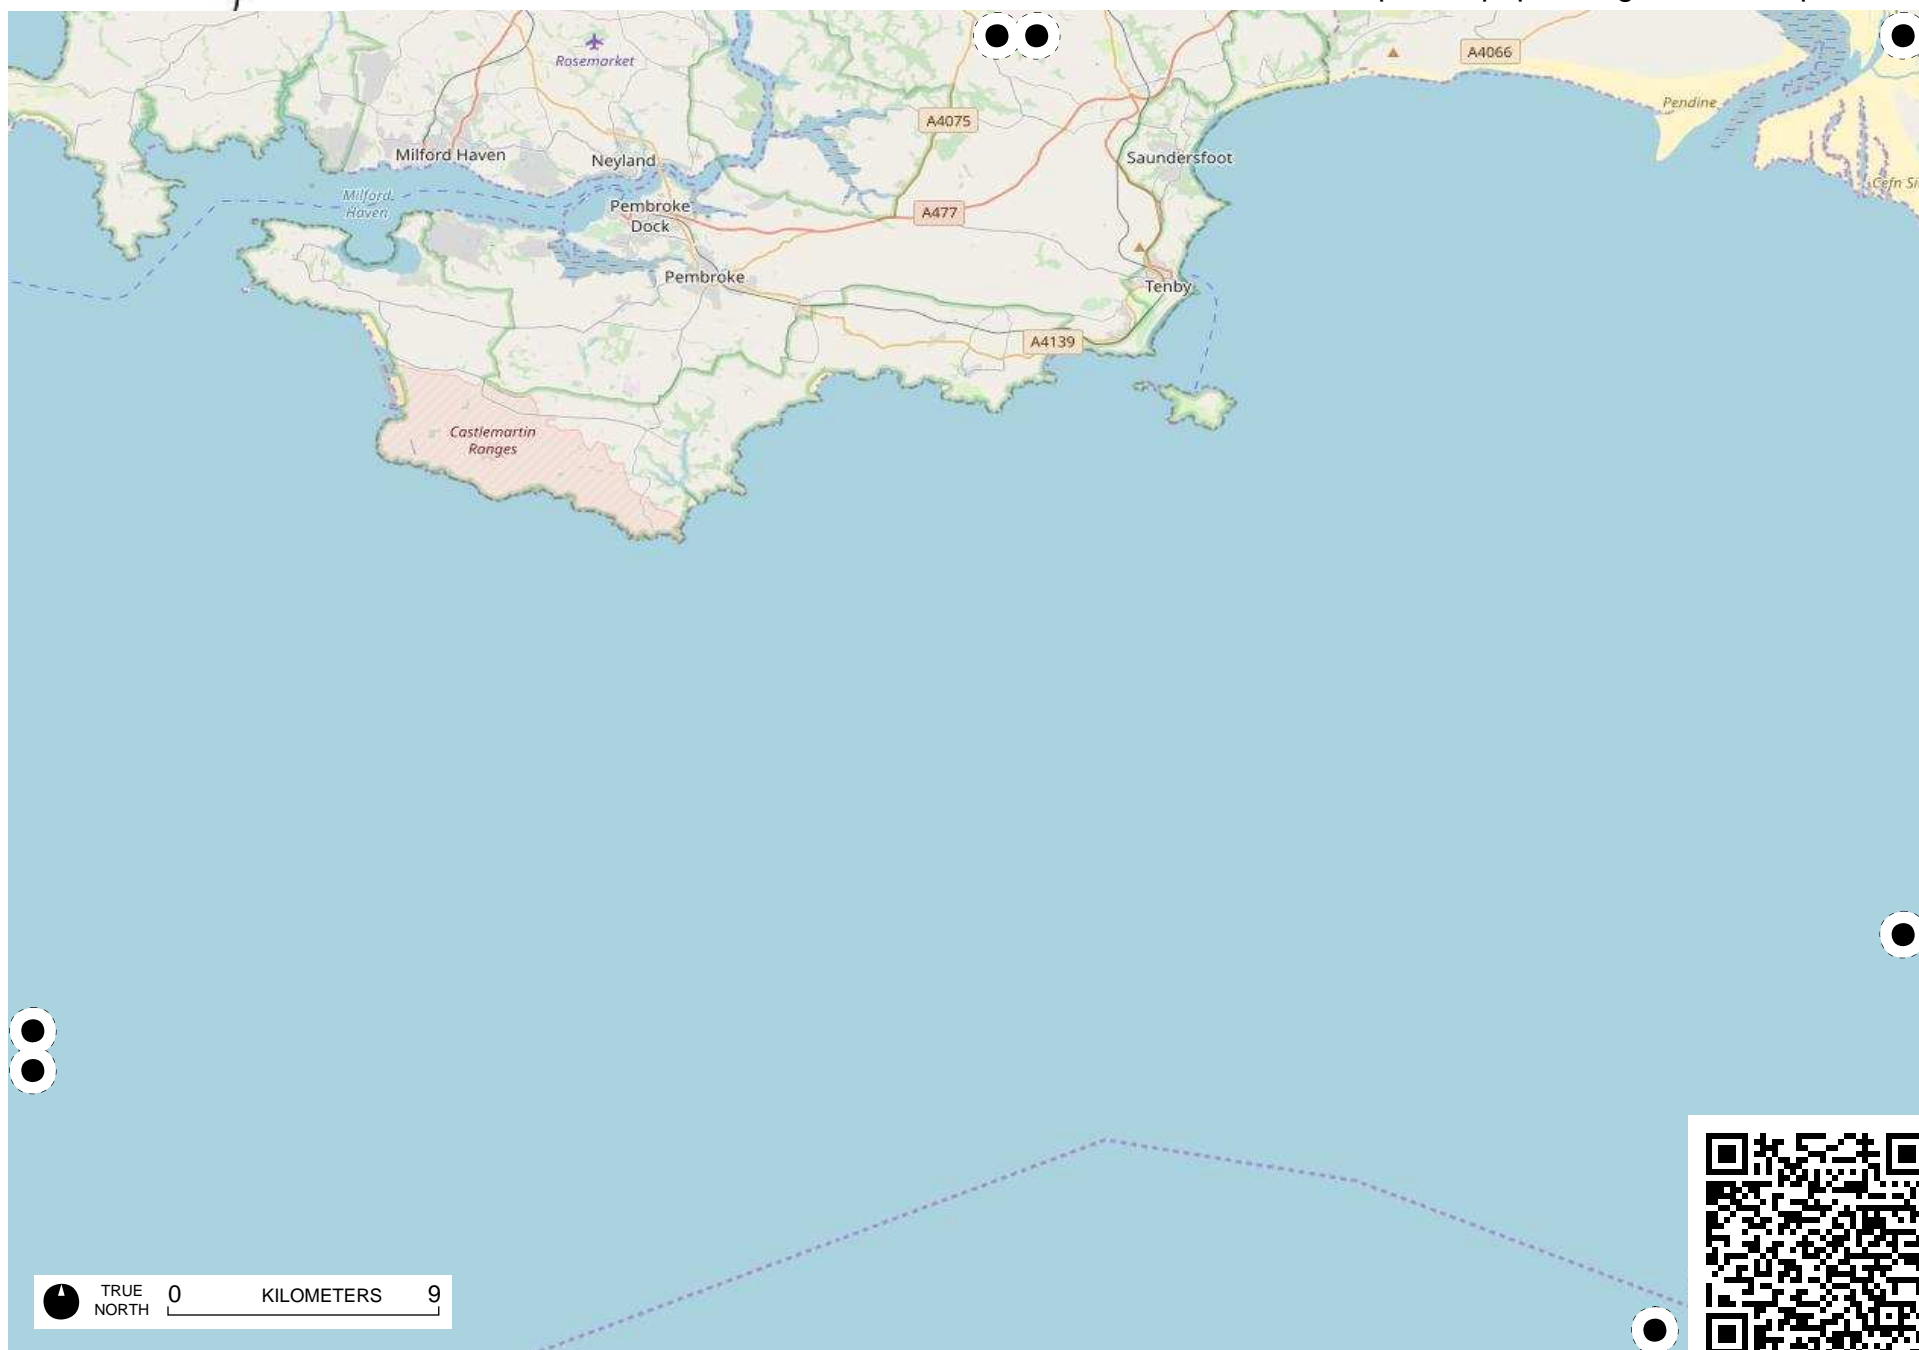 Rosemarket
A4066
Pendine
A4075
Milford Haven
Neyland
Saundersfoot
Milford
Haven
Pembroke
Dock
A477
Pembroke
Tenby
A4139
Castlemartin
Ranges
TRUE
NORTH
0
KILOMETERS
9